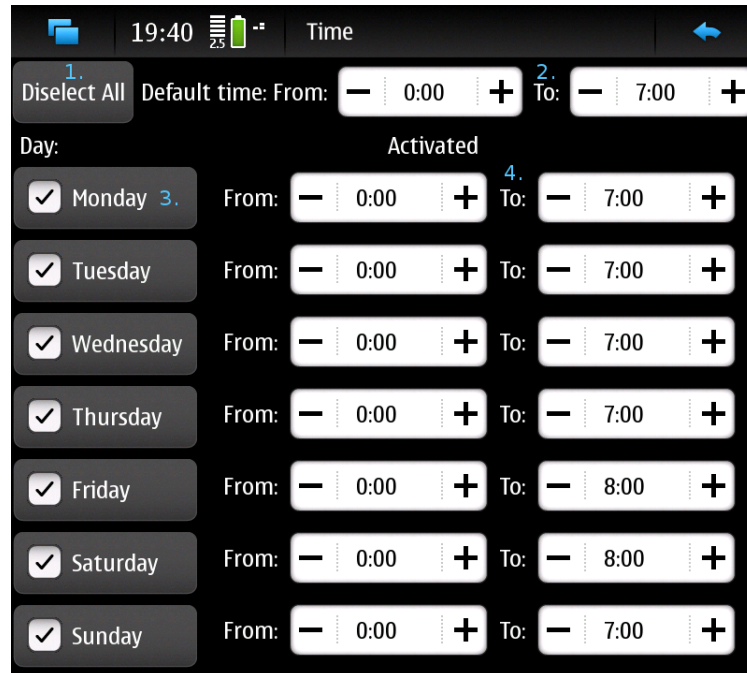 19:40 2.5 Time
1. 2.
Diselect All Default time: From: 0:00 To: 7:00
Day: Activated
4.
Monday 3. From: 0:00 To: 7:00
Tuesday From: 0:00 To: 7:00
Wednesday From: 0:00 To: 7:00
Thursday From: 0:00 To: 7:00
Friday From: 0:00 To: 8:00
Saturday From: 0:00 To: 8:00
Sunday From: 0:00 To: 7:00